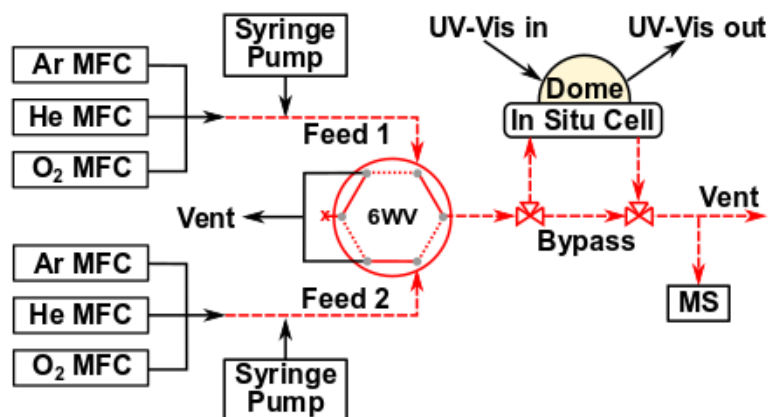 UV-Vis in
UV-Vis out
Syringe
Pump
Ar MFC
He MFC
O₂ MFC
Dome
In Situ Cell
Feed 1
Vent
x
6WV
Bypass
Vent
MS
Ar MFC
He MFC
O₂ MFC
Feed 2
Syringe
Pump